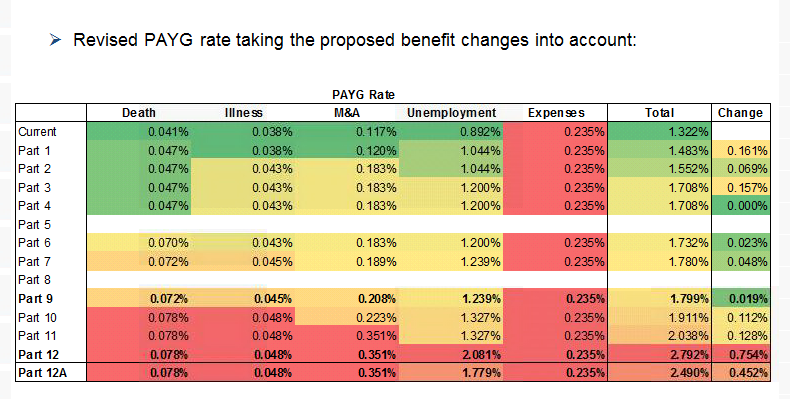 ➢ Revised PAYG rate taking the proposed benefit changes into account:
PAYG Rate
Death Illness M&A Unemployment Expenses Total Change
Current 0.041% 0.038% 0.117% 0.892% 0.235% 1.322%
Part 1 0.047% 0.038% 0.120% 1.044% 0.235% 1.483% 0.161%
Part 2 0.047% 0.043% 0.183% 1.044% 0.235% 1.552% 0.069%
Part 3 0.047% 0.043% 0.183% 1.200% 0.235% 1.708% 0.157%
Part 4 0.047% 0.043% 0.183% 1.200% 0.235% 1.708% 0.000%
Part 5
Part 6 0.070% 0.043% 0.183% 1.200% 0.235% 1.732% 0.023%
Part 7 0.072% 0.045% 0.189% 1.239% 0.235% 1.780% 0.048%
Part 8
Part 9 0.072% 0.045% 0.208% 1.239% 0.235% 1.799% 0.019%
Part 10 0.078% 0.048% 0.223% 1.327% 0.235% 1.911% 0.112%
Part 11 0.078% 0.048% 0.351% 1.327% 0.235% 2.038% 0.128%
Part 12 0.078% 0.048% 0.351% 2.081% 0.235% 2.792% 0.754%
Part 12A 0.078% 0.048% 0.351% 1.779% 0.235% 2.490% 0.452%